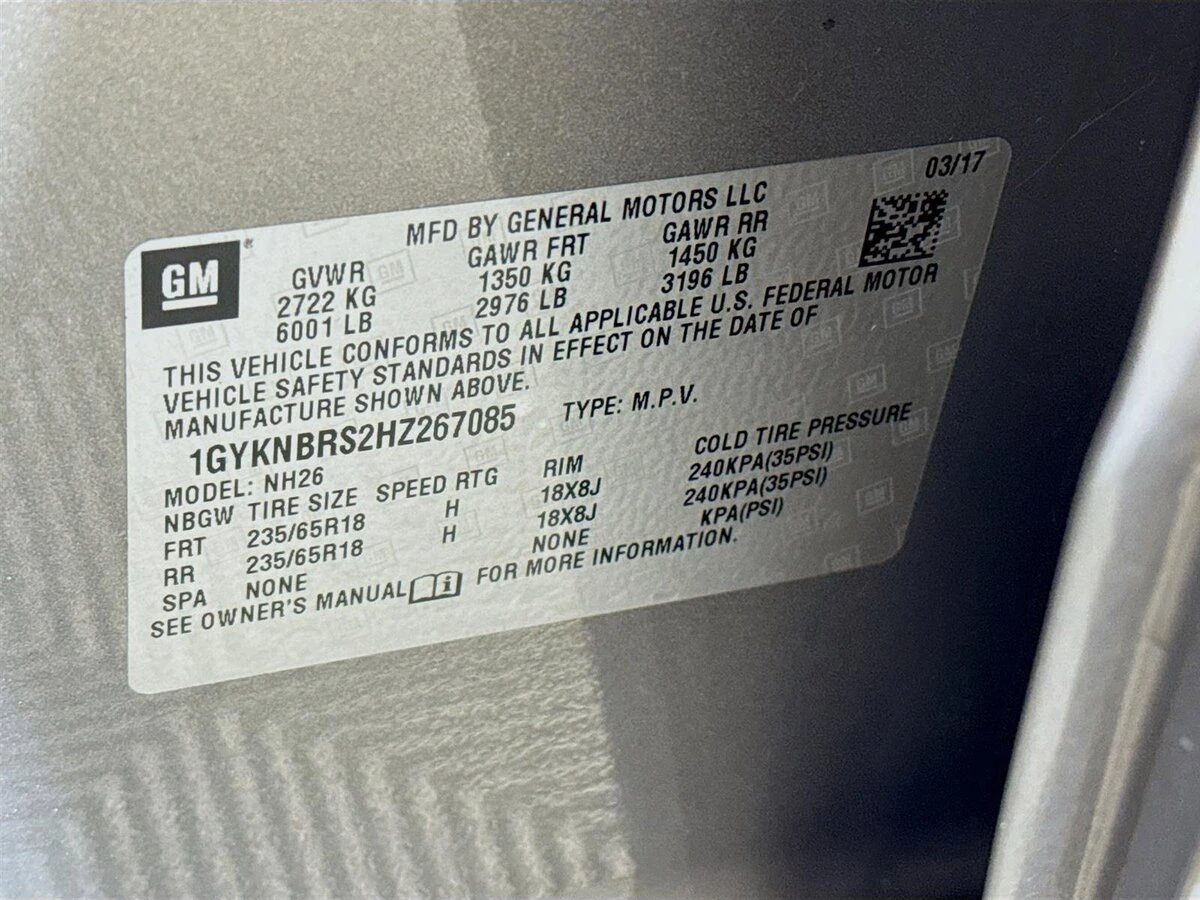 03/17
MFD BY GENERAL MOTORS LLC
GM
GVWR GAWR FRT GAWR RR
2722 KG 1350 KG 1450 KG
6001 LB 2976 LB 3196 LB
THIS VEHICLE CONFORMS TO ALL APPLICABLE U.S. FEDERAL MOTOR
VEHICLE SAFETY STANDARDS IN EFFECT ON THE DATE OF
MANUFACTURE SHOWN ABOVE.
1GYKNBRS2HZ267085 TYPE: M.P.V.
MODEL: NH26
NBGW TIRE SIZE SPEED RTG RIM COLD TIRE PRESSURE
FRT 235/65R18 H 18X8J 240KPA(35PSI)
RR 235/65R18 H 18X8J 240KPA(35PSI)
SPA NONE NONE KPA(PSI)
SEE OWNER'S MANUAL FOR MORE INFORMATION.